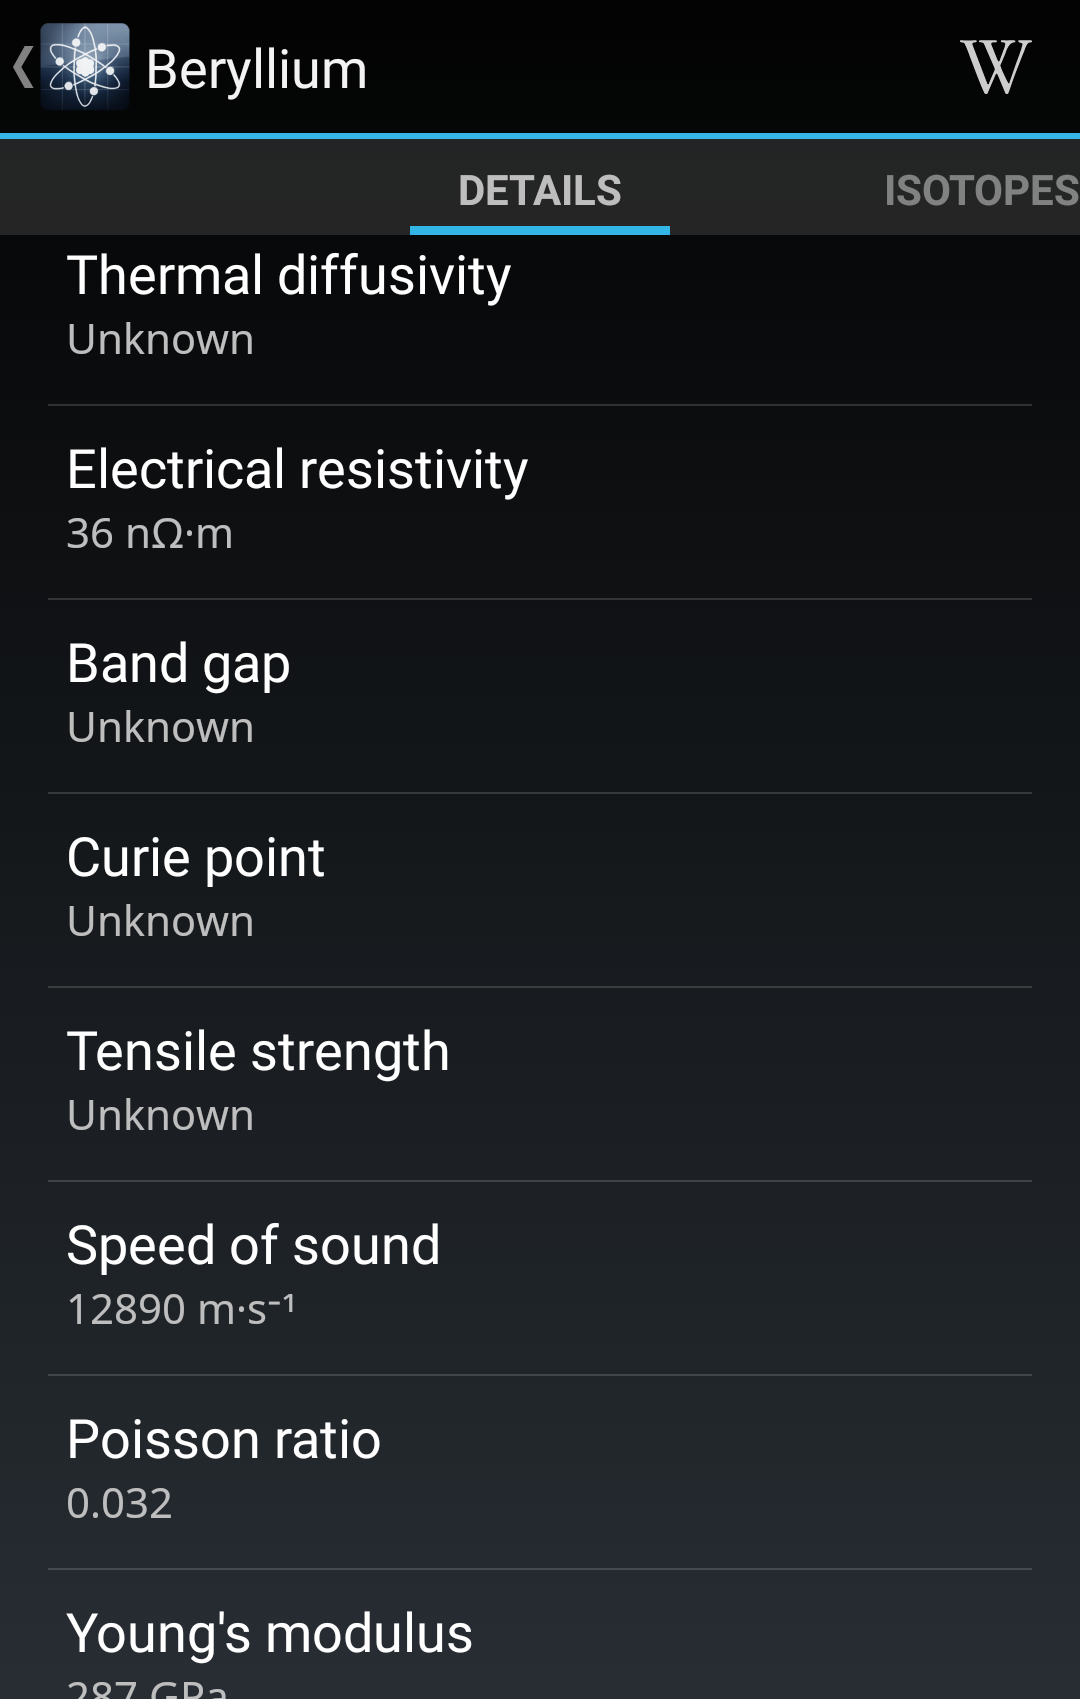 Beryllium
W
DETAILS
ISOTOPES
Thermal diffusivity
Unknown
Electrical resistivity
36 nΩ·m
Band gap
Unknown
Curie point
Unknown
Tensile strength
Unknown
Speed of sound
12890 m·s⁻¹
Poisson ratio
0.032
Young's modulus
287 GPa